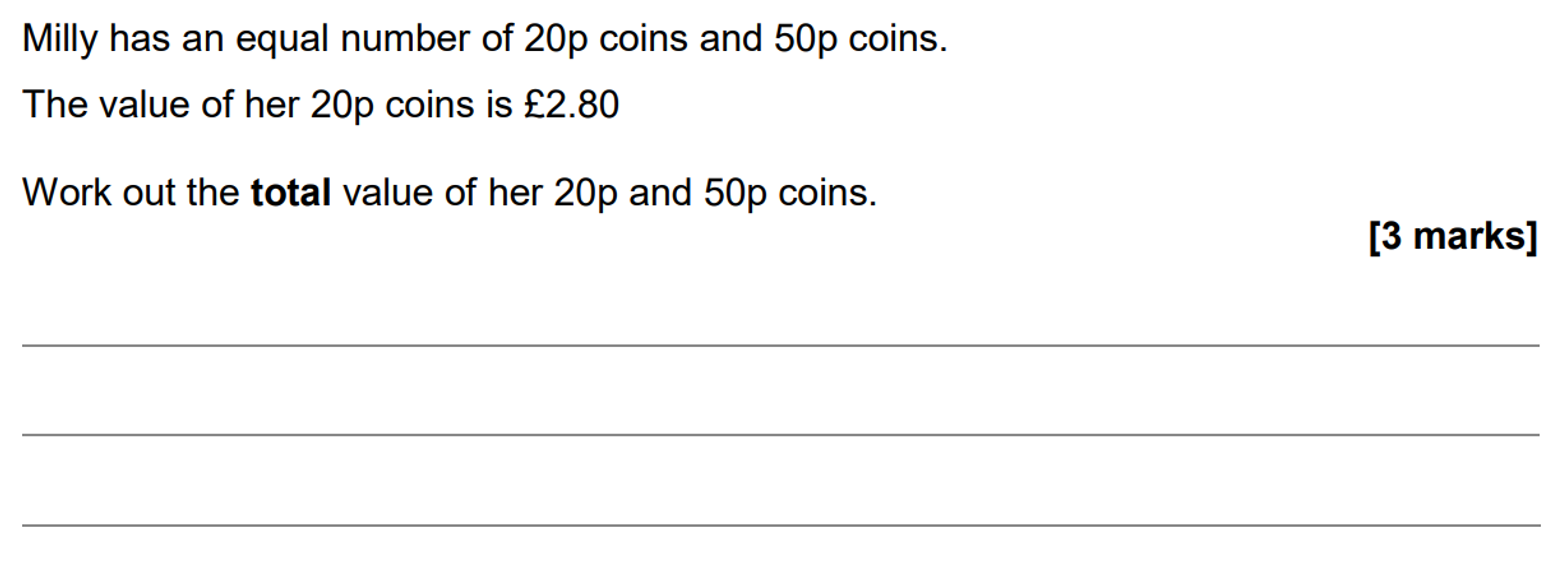 Milly has an equal number of 20p coins and 50p coins.
The value of her 20p coins is £2.80
Work out the total value of her 20p and 50p coins.
[3 marks]